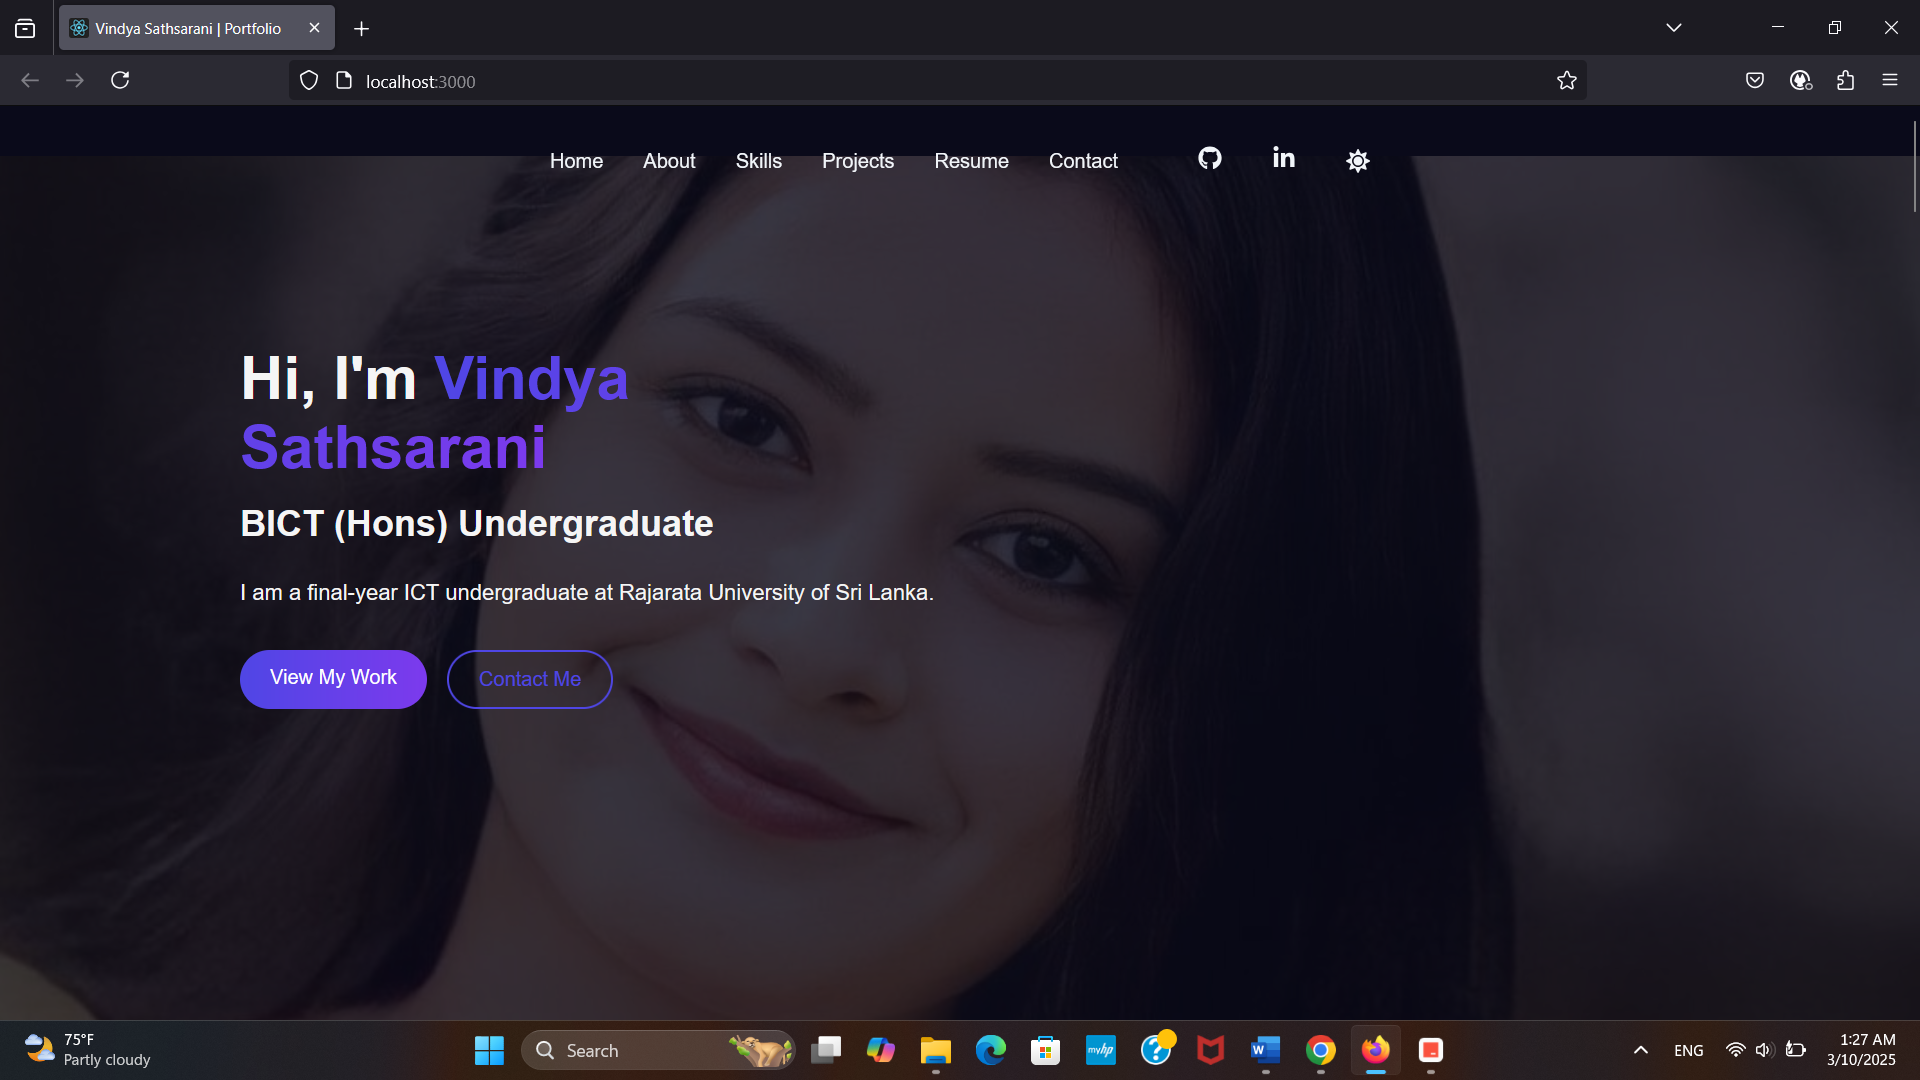 Vindya Sathsarani | Portfolio
localhost:3000
Home About Skills Projects Resume Contact in
Hi, I'm Vindya
Sathsarani
BICT (Hons) Undergraduate
I am a final-year ICT undergraduate at Rajarata University of Sri Lanka.
View My Work Contact Me
75°F
Partly cloudy
Search
myhp
W
ENG
1:27 AM
3/10/2025